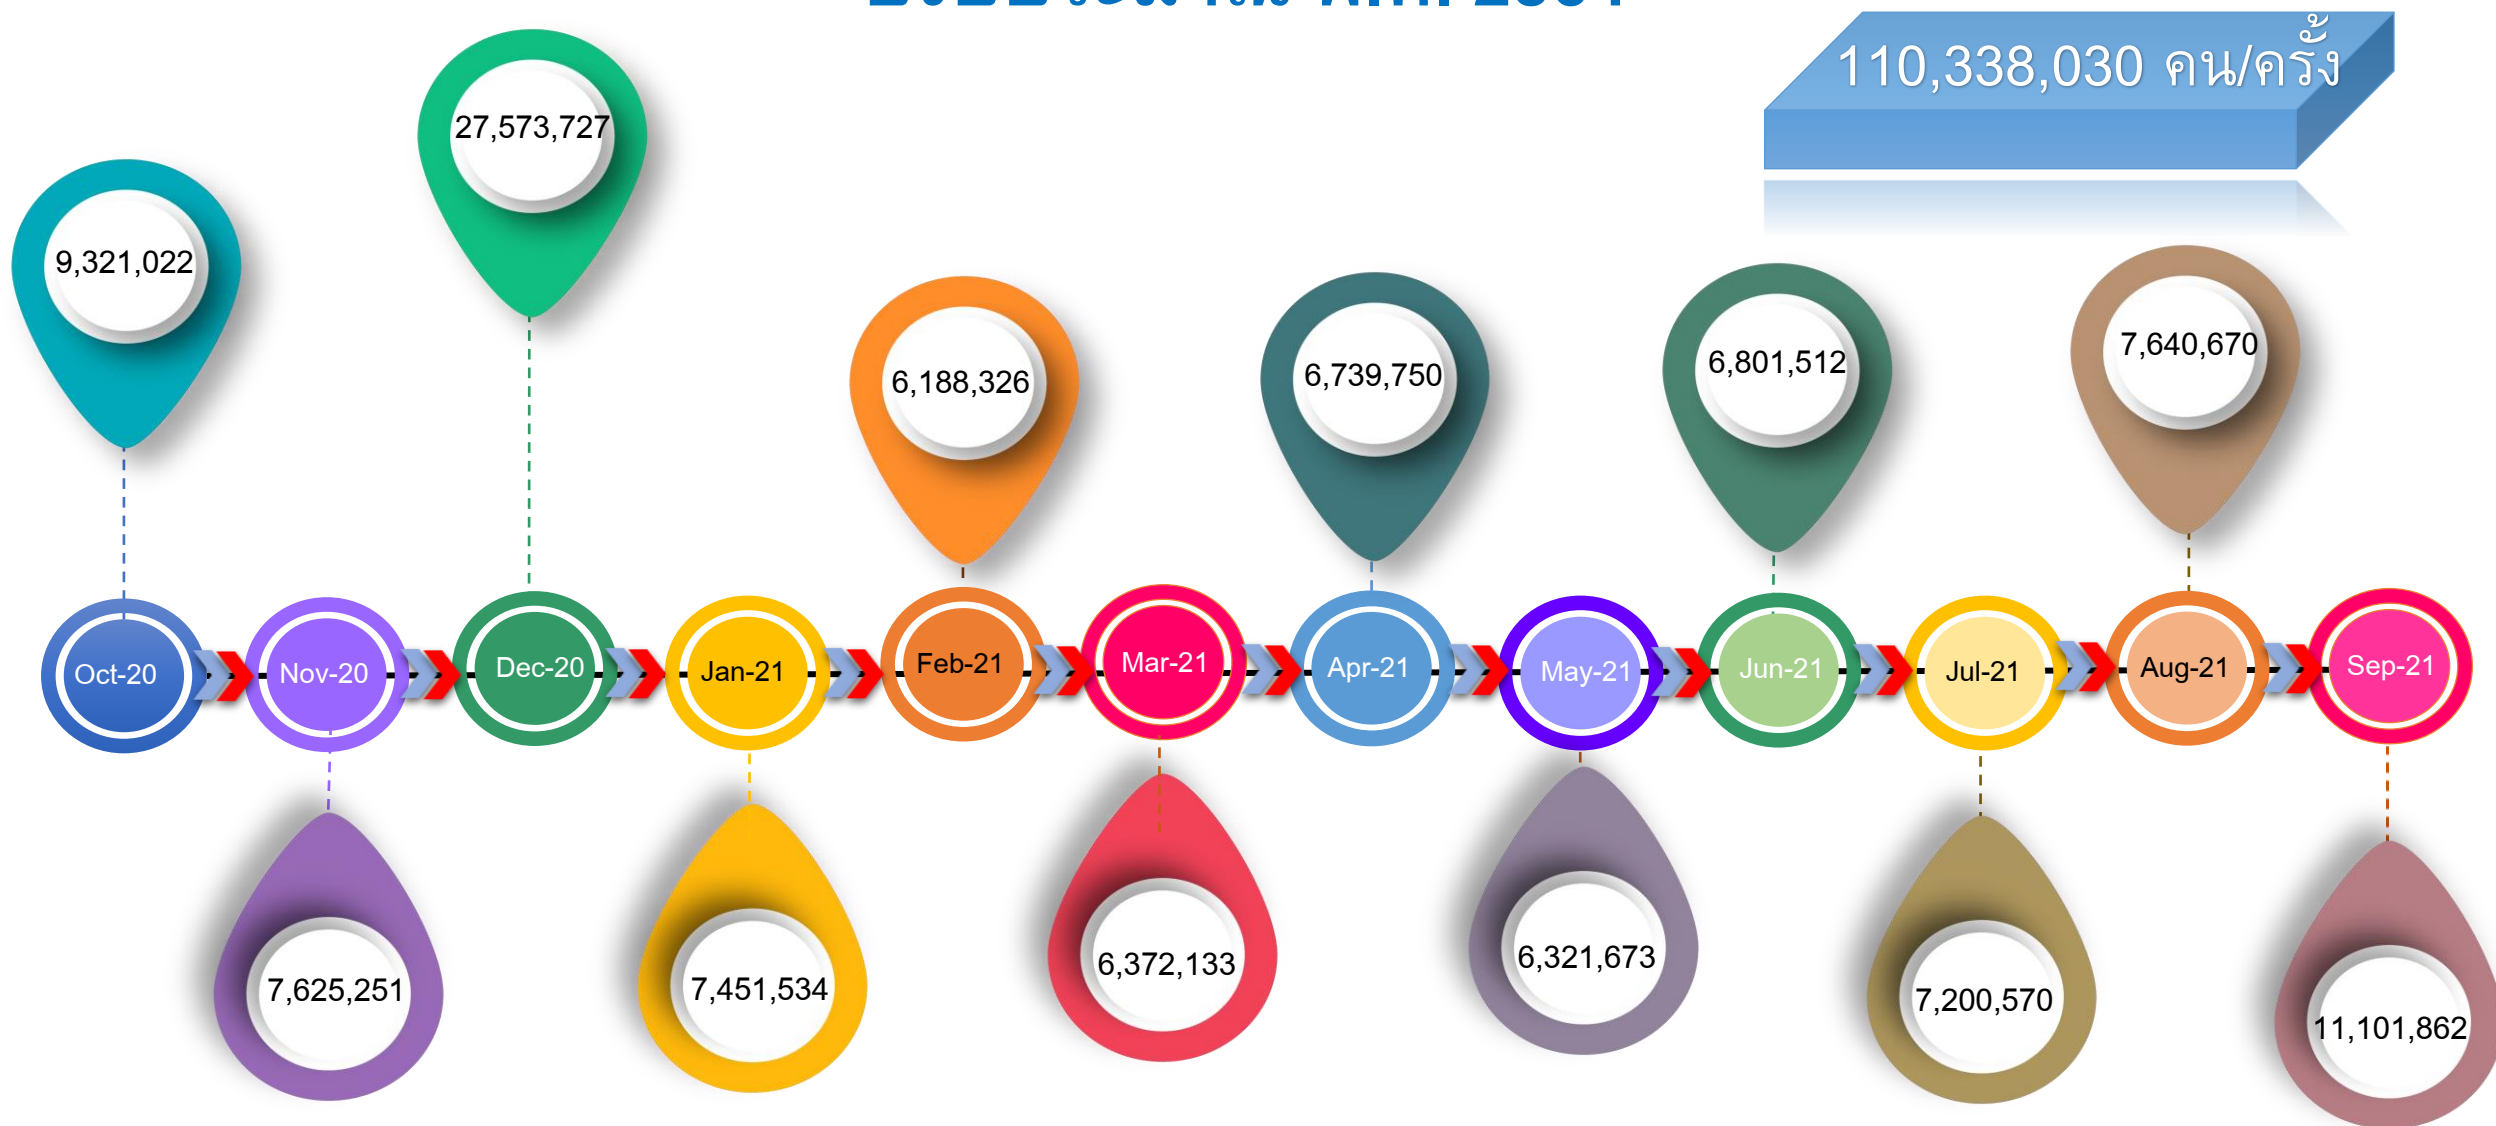 110,338,030 คน/ครั้ง
27,573,727
9,321,022
6,188,326
6,739,750
6,801,512
7,640,670
Oct-20
Nov-20
Dec-20
Jan-21
Feb-21
Mar-21
Apr-21
May-21
Jun-21
Jul-21
Aug-21
Sep-21
7,625,251
7,451,534
6,372,133
6,321,673
7,200,570
11,101,862